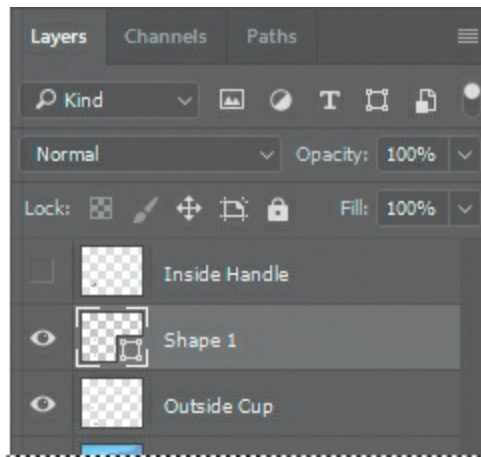 Layers Channels Paths
Kind T
Normal Opacity: 100%
Lock: Fill: 100%
Inside Handle
Shape 1
Outside Cup